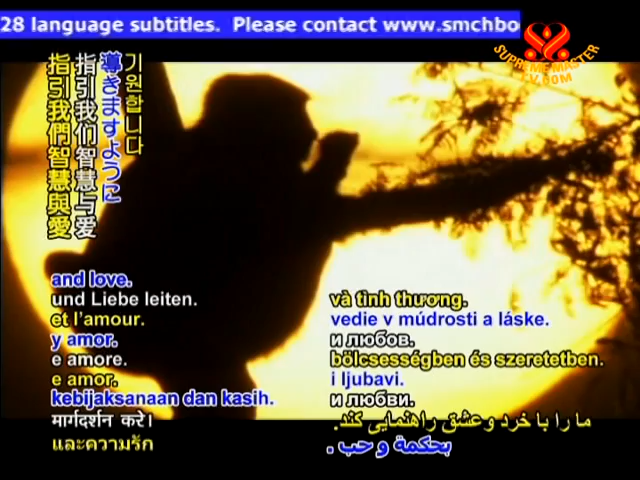 28 language subtitles. Please contact www.smchbo
SUPREME MASTER
TV.COM
기원합니다
導きますように
指引我们智慧与爱
指引我們智慧與愛
and love.
und Liebe leiten.
et l'amour.
y amor.
e amore.
e amor.
kebijaksanaan dan kasih.
मार्गदर्शन करे।
และความรัก
và tình thương.
vedie v múdrosti a láske.
и любов.
bölcsességben és szeretetben.
i ljubavi.
и любви.
ما را با خرد و عشق راهنمایی کند.
بحكمة و حب .